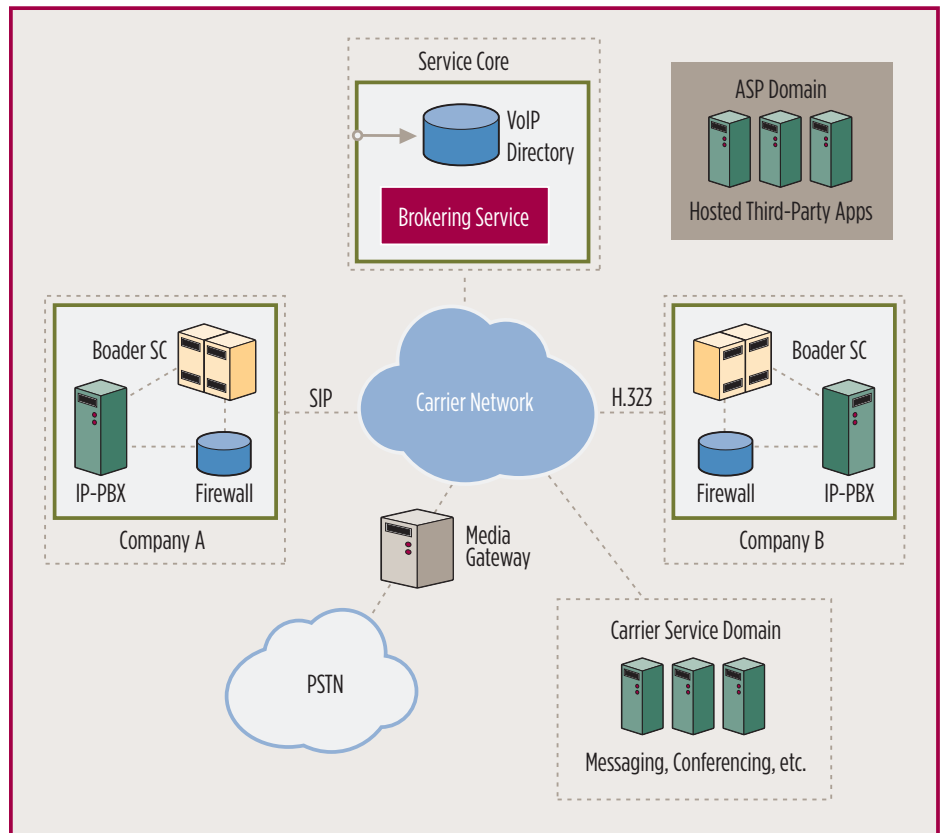 Service Core
VoIP
Directory
Brokering Service
ASP Domain
Hosted Third-Party Apps
Boader SC
IP-PBX
Firewall
Company A
SIP
Carrier Network
H.323
Boader SC
Firewall
IP-PBX
Company B
Media
Gateway
PSTN
Carrier Service Domain
Messaging, Conferencing, etc.